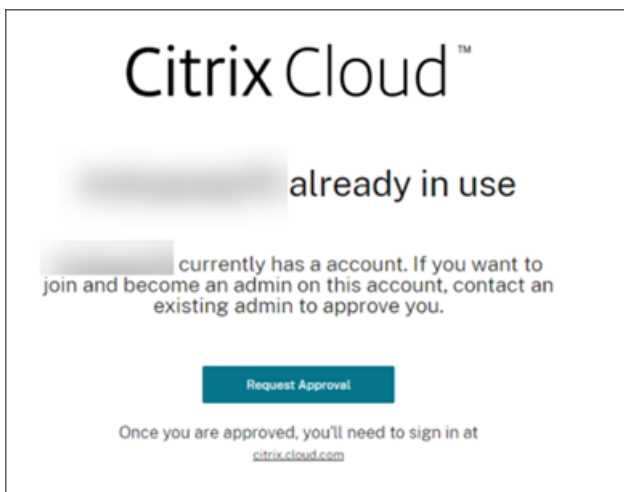 Citrix Cloud™
already in use
currently has a account. If you want to
join and become an admin on this account, contact an
existing admin to approve you.
Request Approval
Once you are approved, you'll need to sign in at
citrix.cloud.com